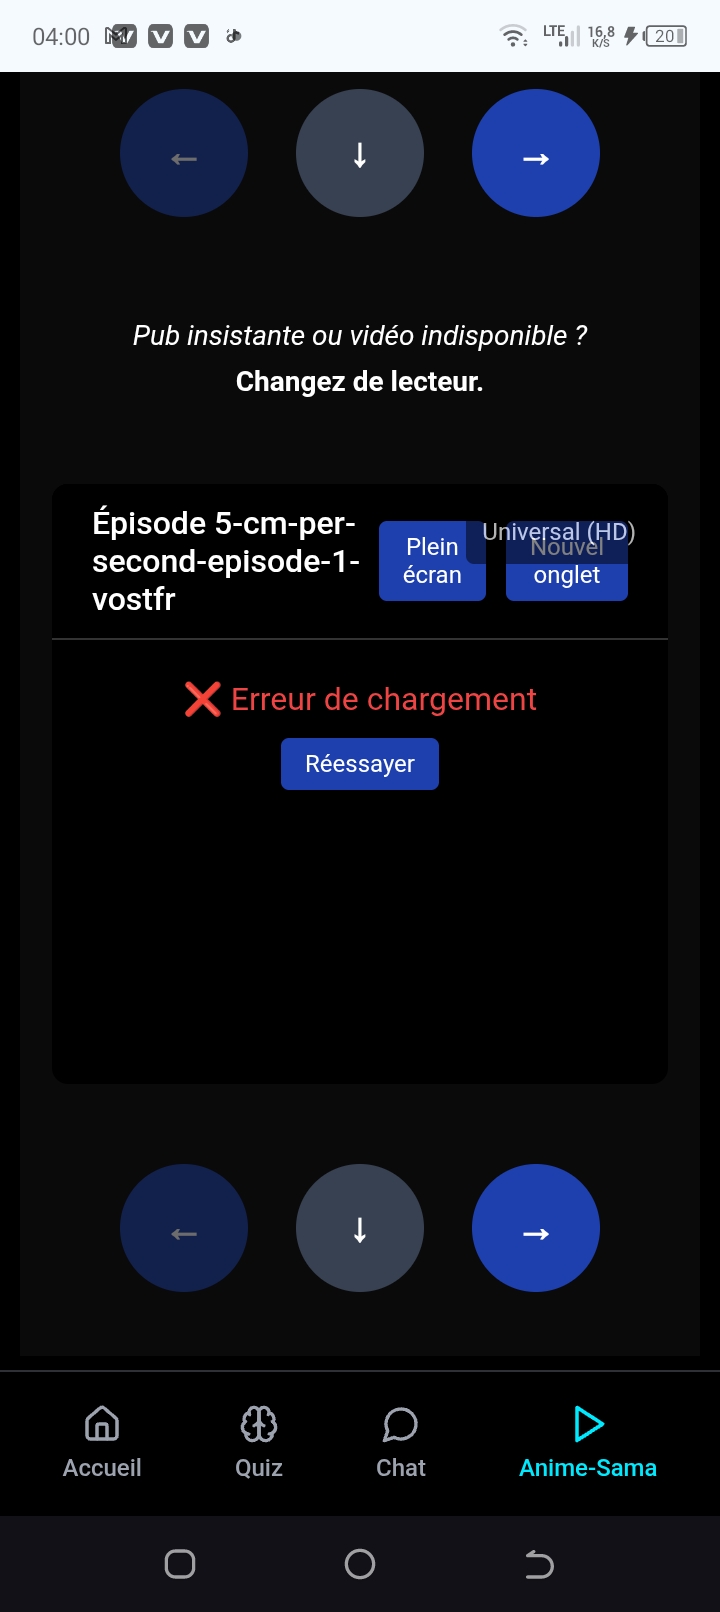 04:00
LTE
16,8
K/S
20
←
↓
→
Pub insistante ou vidéo indisponible ?
Changez de lecteur.
Épisode 5-cm-per-
second-episode-1-
vostfr
Plein
écran
Universal (HD)
Nouvel
onglet
❌ Erreur de chargement
Réessayer
←
↓
→
Accueil
Quiz
Chat
Anime-Sama